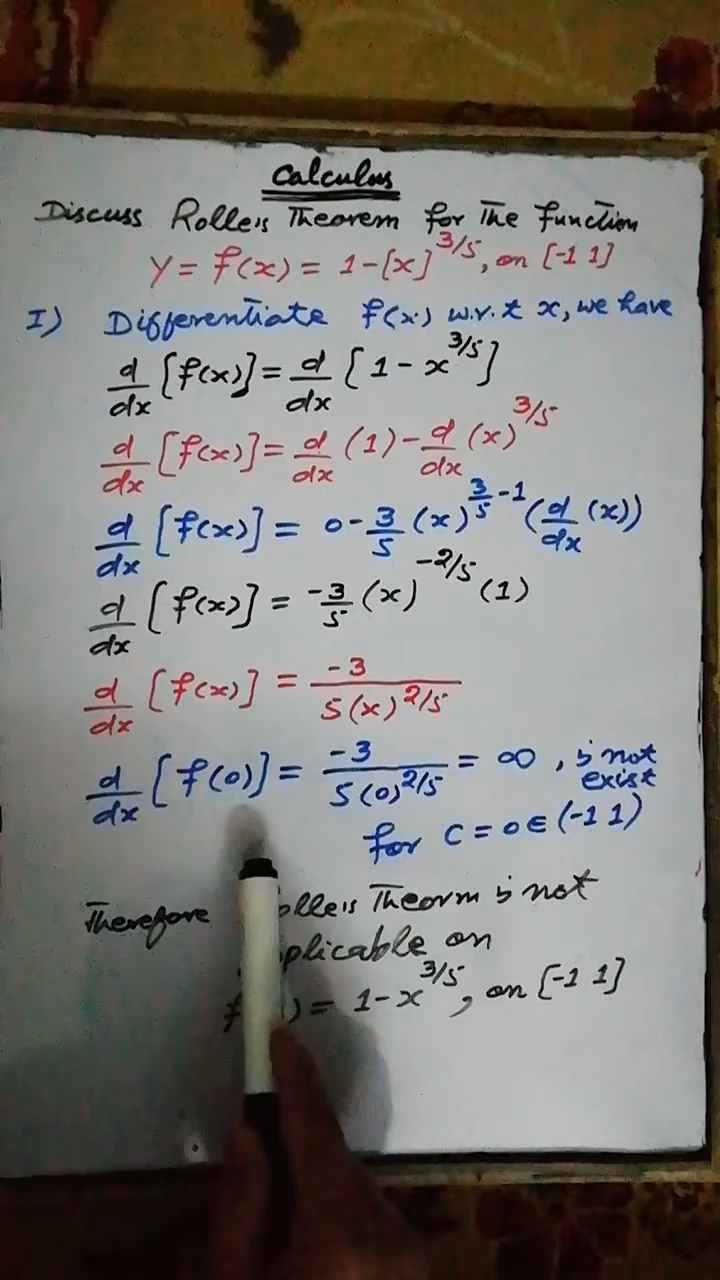 Calculus
Discuss Rolle's Theorem for The function
Y = f(x) = 1-[x]^3/5, on [-1 1]
I) Differentiate f(x) w.r.t x, we have
d/dx [f(x)] = d/dx [1 - x^3/5]
d/dx [f(x)] = d/dx (1) - d/dx (x)^3/5
d/dx [f(x)] = 0 - 3/5 (x)^3/5 - 1 (d/dx (x))
d/dx [f(x)] = -3/5 (x)^-2/5 (1)
d/dx [f(x)] = -3/5(x)^2/5
d/dx [f(0)] = -3/5(0)^2/5 = ∞, is not exist
for C = 0 ∈ (-1 1)
Therefore Theorm is not
on
= 1 - x^3/5, on [-1 1]